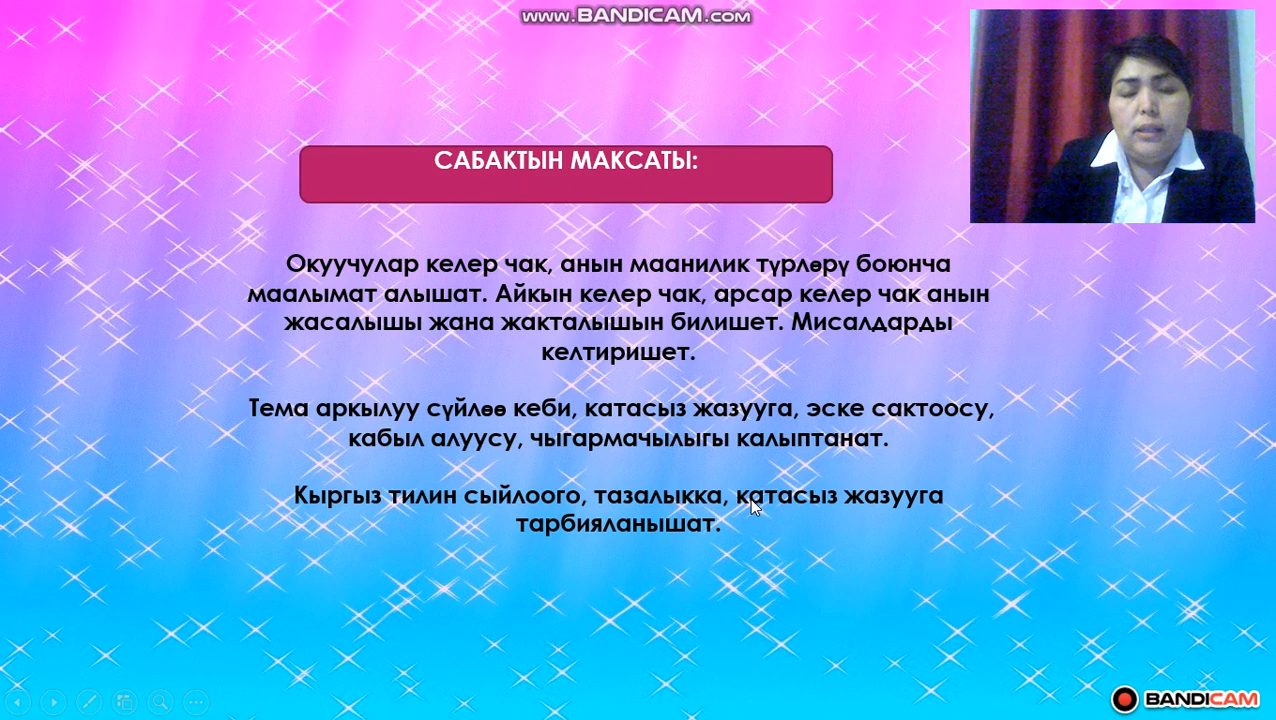 www.BANDICAM.com
САБАКТЫН МАКСАТЫ:
Окуучулар келер чак, анын маанилик түрлөрү боюнча
маалымат алышат. Айкын келер чак, арсар келер чак анын
жасалышы жана жакталышын билишет. Мисалдарды
келтиришет.
Тема аркылуу сүйлөө кеби, катасыз жазууга, эске сактоосу,
кабыл алуусу, чыгармачылыгы калыптанат.
Кыргыз тилин сыйлоого, тазалыкка, катасыз жазууга
тарбияланышат.
BANDICAM